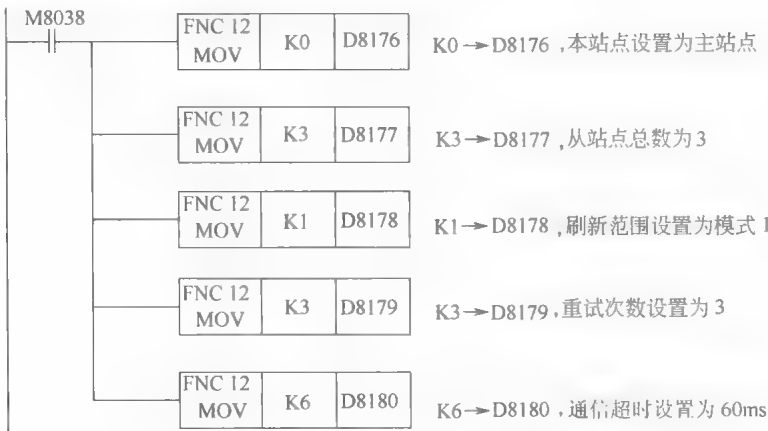 M8038
FNC 12 MOV K0 D8176 K0→D8176,本站点设置为主站点
FNC 12 MOV K3 D8177 K3→D8177,从站点总数为3
FNC 12 MOV K1 D8178 K1→D8178,刷新范围设置为模式1
FNC 12 MOV K3 D8179 K3→D8179,重试次数设置为3
FNC 12 MOV K6 D8180 K6→D8180,通信超时设置为60ms